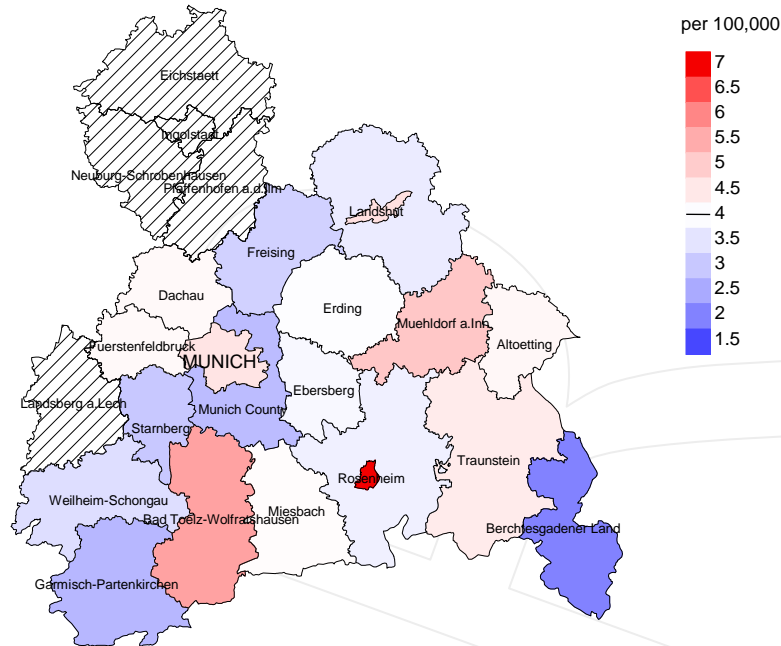 per 100,000
7
6.5
6
5.5
5
4.5
4
3.5
3
2.5
2
1.5
Eichstaett
Ingolstadt
Neuburg-Schrobenhausen
Pfaffenhofen a.d.Ilm
Landshut
Freising
Dachau
Erding
Muehldorf a.Inn
Altoetting
Fuerstenfeldbruck
MUNICH
Ebersberg
Landsberg a.Lech
Munich County
Starnberg
Traunstein
Rosenheim
Weilheim-Schongau
Miesbach
Bad Toelz-Wolfratshausen
Berchtesgadener Land
Garmisch-Partenkirchen